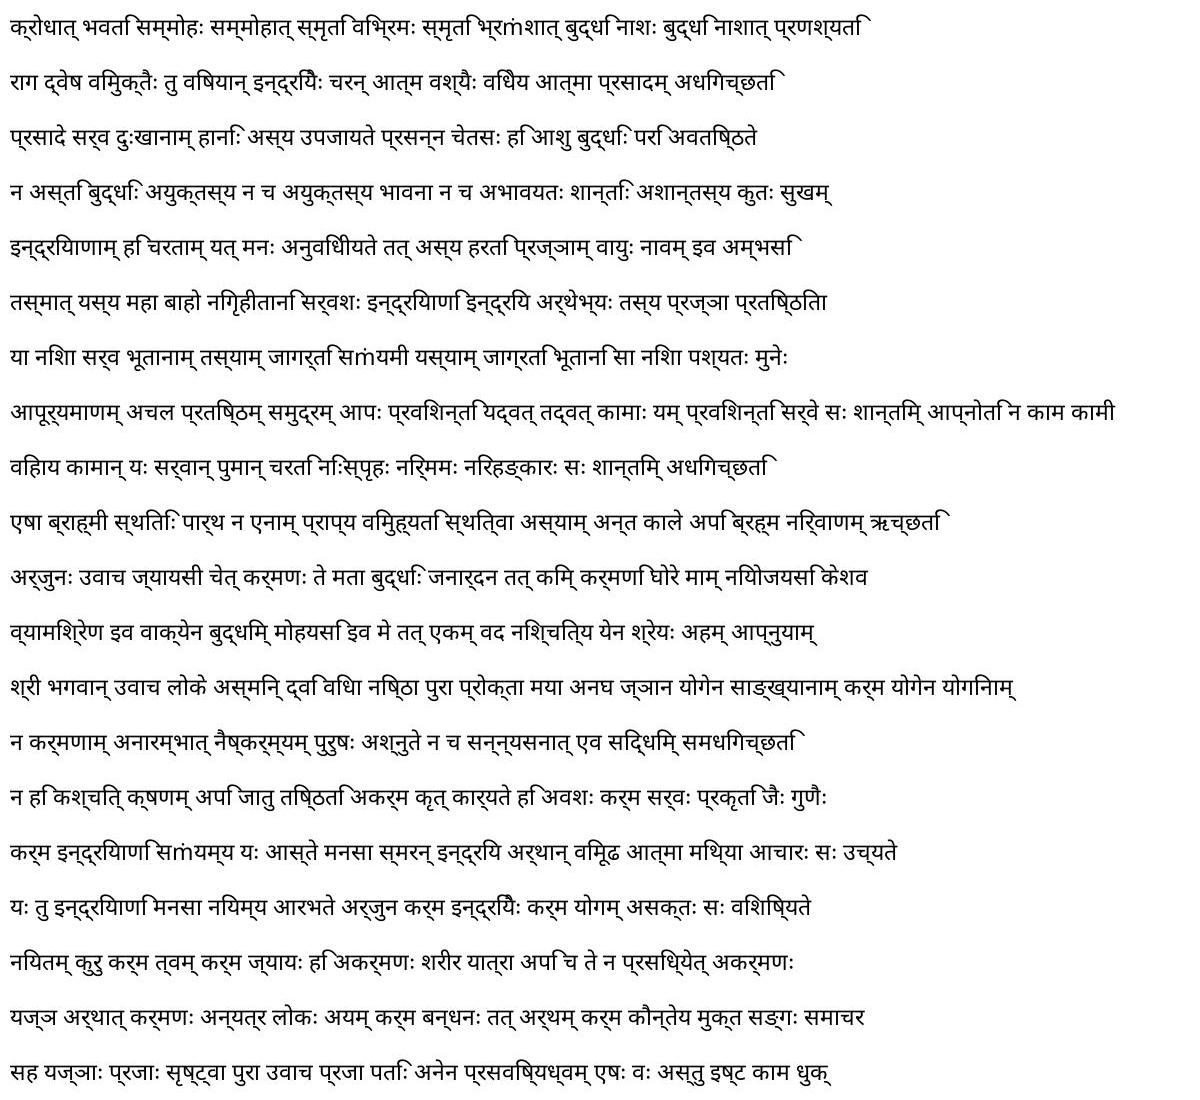 क्रोधात् भवति सम्मोहः सम्मोहात् स्मृति विभ्रिमः स्मृति भ्रिṁशात् बुद्धि नाशः बुद्धि नाशात् प्रणश्यति
राग द्वेष विमुक्तैः तु विषयान् इन्द्रियैः चरन् आत्म वश्यैः विधेय आत्मा प्रसादम् अधिगच्छति
प्रसादे सर्व दुःखानाम् हानिः अस्य उपजायते प्रसन्न चेतसः हि आशु बुद्धिः परि अवतिष्ठते
न अस्ति बुद्धिः अयुक्तस्य न च अयुक्तस्य भावना न च अभावयतः शान्तिः अशान्तस्य कुतः सुखम्
इन्द्रियाणाम् हि चरताम् यत् मनः अनुविधीयते तत् अस्य हरति प्रज्ञाम् वायुः नावम् इव अम्भसि
तस्मात् यस्य महा बाहो निगृहीतानि सर्वशः इन्द्रियाणि इन्द्रिय अर्थेभ्यः तस्य प्रज्ञा प्रतिष्ठिता
या निशा सर्व भूतानाम् तस्याम् जागर्ति सṁयमी यस्याम् जाग्रति भूतानि सा निशा पश्यतः मुनेः
आपूर्यमाणम् अचल प्रतिष्ठम् समुद्रम् आपः प्रविशन्ति यद्वत् तद्वत् कामाः यम् प्रविशन्ति सर्वे सः शान्तिम् आप्नोति न काम कामी
विहाय कामान् यः सर्वान् पुमान् चरति निःस्पृहः निर्ममः निरहङ्कारः सः शान्तिम् अधिगच्छति
एषा ब्राह्मी स्थितिः पार्थ न एनाम् प्राप्य विमुह्यति स्थित्वा अस्याम् अन्त काले अपि ब्रह्म निर्वाणम् ऋच्छति
अर्जुनः उवाच ज्यायसी चेत् कर्मणः ते मता बुद्धिः जनार्दन तत् किम् कर्मणि घोरे माम् नियोजयसि केशव
व्यामिश्रेण इव वाक्येन बुद्धिम् मोहयसि इव मे तत् एकम् वद निश्चित्य येन श्रेयः अहम् आप्नुयाम्
श्री भगवान् उवाच लोके अस्मिन् द्वि विधा निष्ठा पुरा प्रोक्ता मया अनघ ज्ञान योगेन साङ्ख्यानाम् कर्म योगेन योगिनाम्
न कर्मणाम् अनारम्भात् नैष्कर्म्यम् पुरुषः अश्नुते न च सन्न्यसनात् एव सिद्धिम् समधिगच्छति
न हि कश्चित् क्षणम् अपि जातु तिष्ठति अकर्म कृत् कार्यते हि अवशः कर्म सर्वः प्रकृति जैः गुणैः
कर्म इन्द्रियाणि सṁयम्य यः आस्ते मनसा स्मरन् इन्द्रिय अर्थान् विमूढ आत्मा मिथ्या आचारः सः उच्यते
यः तु इन्द्रियाणि मनसा नियम्य आरभते अर्जुन कर्म इन्द्रियैः कर्म योगम् असक्तः सः विशिष्यते
नियतम् कुरु कर्म त्वम् कर्म ज्यायः हि अकर्मणः शरीर यात्रा अपि च ते न प्रसिध्येत् अकर्मणः
यज्ञ अर्थात् कर्मणः अन्यत्र लोकः अयम् कर्म बन्धनः तत् अर्थम् कर्म कौन्तेय मुक्त सङ्गः समाचर
सह यज्ञाः प्रजाः सृष्ट्वा पुरा उवाच प्रजा पतिः अनेन प्रसविष्यध्वम् एषः वः अस्तु इष्ट काम धुक्